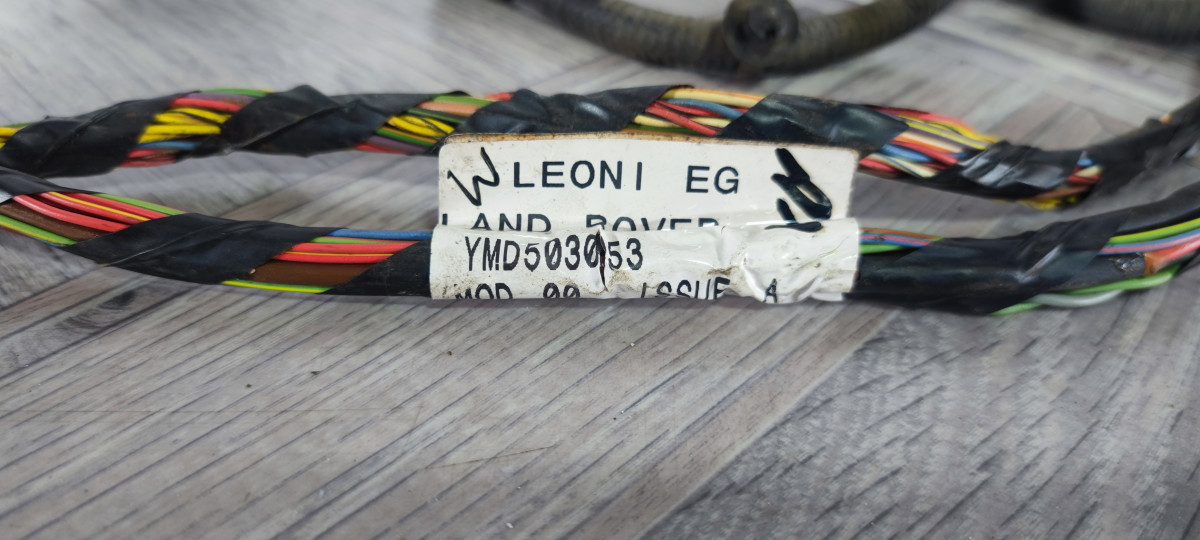 W LEONI EG
LAND ROVER
YMD503053
MOD 00 ISSUE A